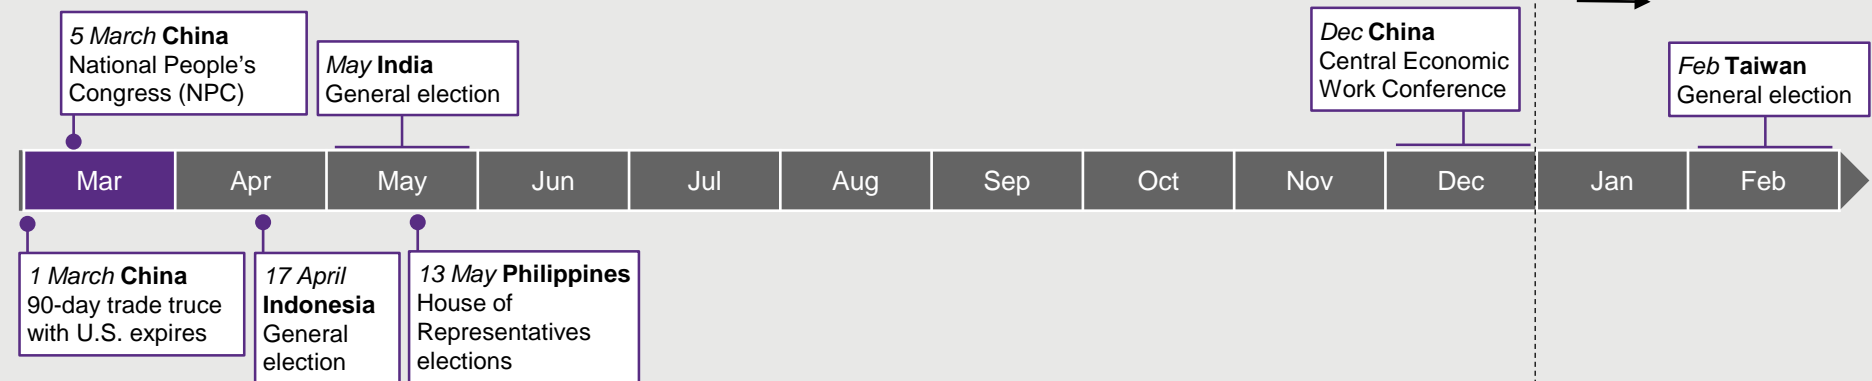 5 March China
National People's
Congress (NPC)
May India
General election
Dec China
Central Economic
Work Conference
Feb Taiwan
General election
Mar
Apr
May
Jun
Jul
Aug
Sep
Oct
Nov
Dec
Jan
Feb
1 March China
90-day trade truce
with U.S. expires
17 April
Indonesia
General
election
13 May Philippines
House of
Representatives
elections